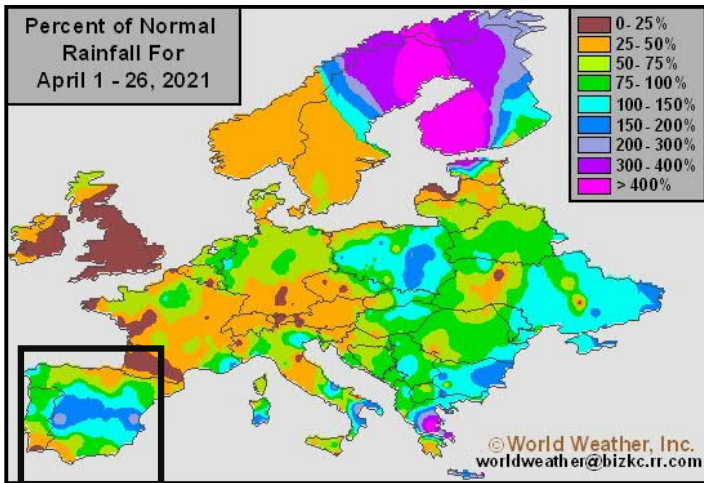 Percent of Normal
Rainfall For
April 1 - 26, 2021
0- 25%
25- 50%
50 - 75%
75- 100%
100 - 150%
150 - 200%
200 - 300%
300 - 400%
> 400%
©World Weather, Inc.
worldweather@bizkc.rr.com